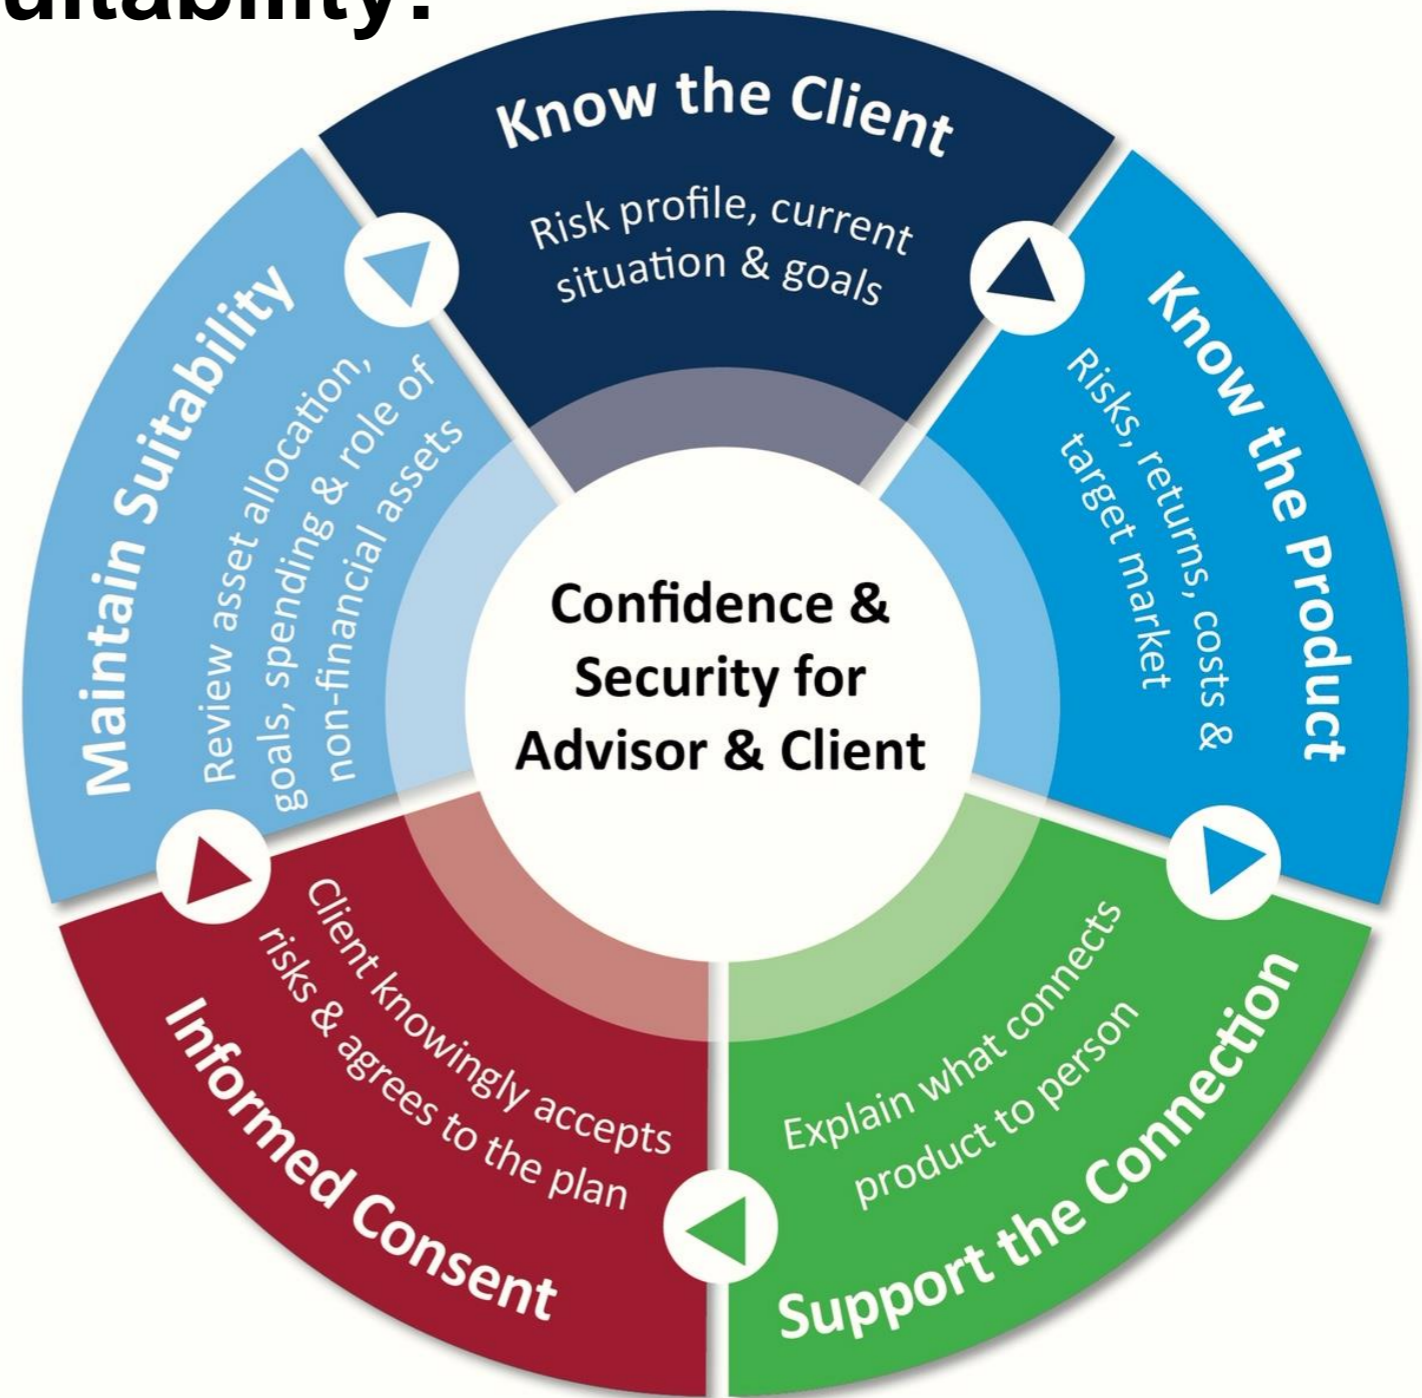 Know the Client
Risk profile, current
situation & goals
Know the Product
Risks, returns, costs &
target market
Support the Connection
Explain what connects
product to person
Informed Consent
Client knowingly accepts
risks & agrees to the plan
Maintain Suitability
Review asset allocation,
goals, spending & role of
non-financial assets
Confidence &
Security for
Advisor & Client